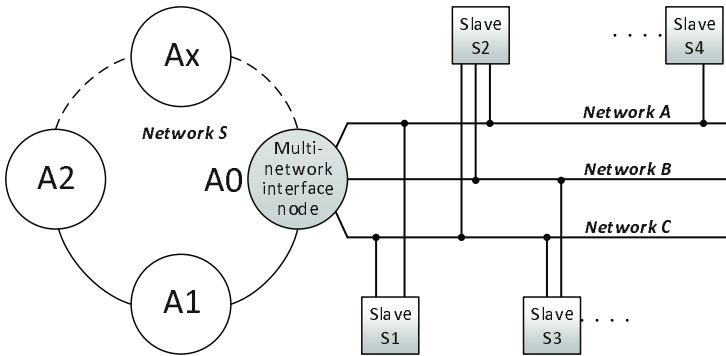 Ax
Network S
A2
A0
Multi-
network
interface
node
A1
Slave
S2
. . . .
Slave
S4
Network A
Network B
Network C
Slave
S1
Slave
S3
. . . .